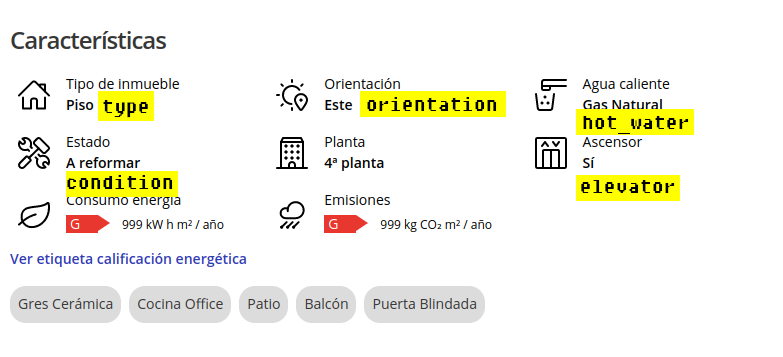 Características
Tipo de inmueble
Piso type
Orientación
Este orientation
Agua caliente
Gas Natural
hot_water
Estado
A reformar
condition
Planta
4ª planta
Ascensor
Sí
elevator
Consumo energía
G 999 kW h m² / año
Emisiones
G 999 kg CO₂ m² / año
Ver etiqueta calificación energética
Gres Cerámica Cocina Office Patio Balcón Puerta Blindada